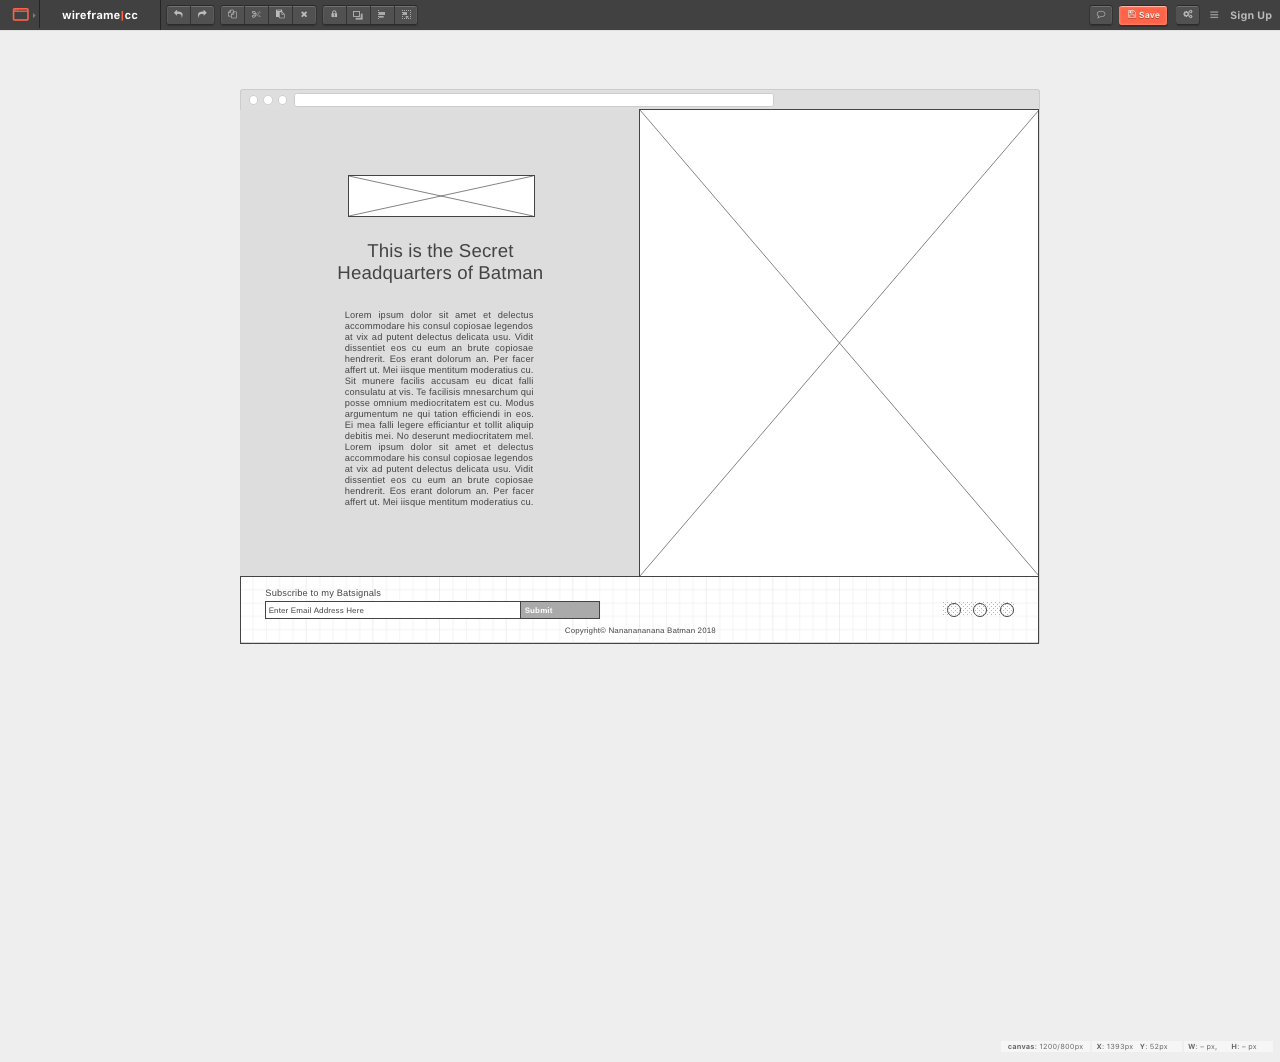 wireframe|cc
Save
Sign Up
This is the Secret
Headquarters of Batman
Lorem ipsum dolor sit amet et delectus
accommodare his consul copiosae legendos
at vix ad putent delectus delicata usu. Vidit
dissentiet eos cu eum an brute copiosae
hendrerit. Eos erant dolorum an. Per facer
affert ut. Mei iisque mentitum moderatius cu.
Sit munere facilis accusam eu dicat falli
consulatu at vis. Te facilisis mnesarchum qui
posse omnium mediocritatem est cu. Modus
argumentum ne qui tation efficiendi in eos.
Ei mea falli legere efficiantur et tollit aliquip
debitis mei. No deserunt mediocritatem mel.
Lorem ipsum dolor sit amet et delectus
accommodare his consul copiosae legendos
at vix ad putent delectus delicata usu. Vidit
dissentiet eos cu eum an brute copiosae
hendrerit. Eos erant dolorum an. Per facer
affert ut. Mei iisque mentitum moderatius cu.
Subscribe to my Batsignals
Enter Email Address Here
Submit
Copyright© Nanananana​nana Batman 2018
canvas: 1200/800px X: 1393px Y: 52px W: – px, H: – px